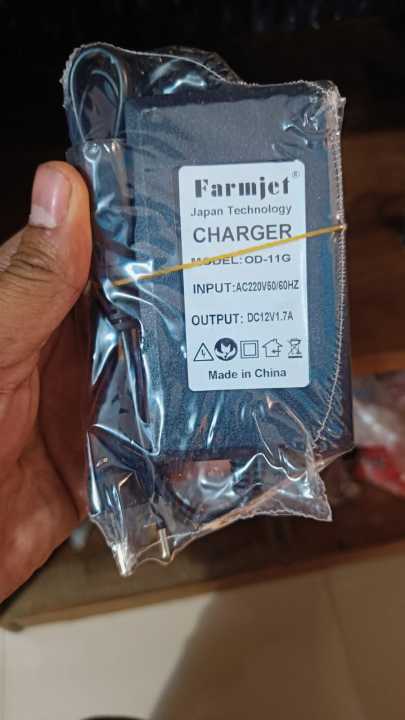 Farmjet®
Japan Technology
CHARGER
MODEL: OD-11G
INPUT:AC220V50/60HZ
OUTPUT: DC12V1.7A
Made in China